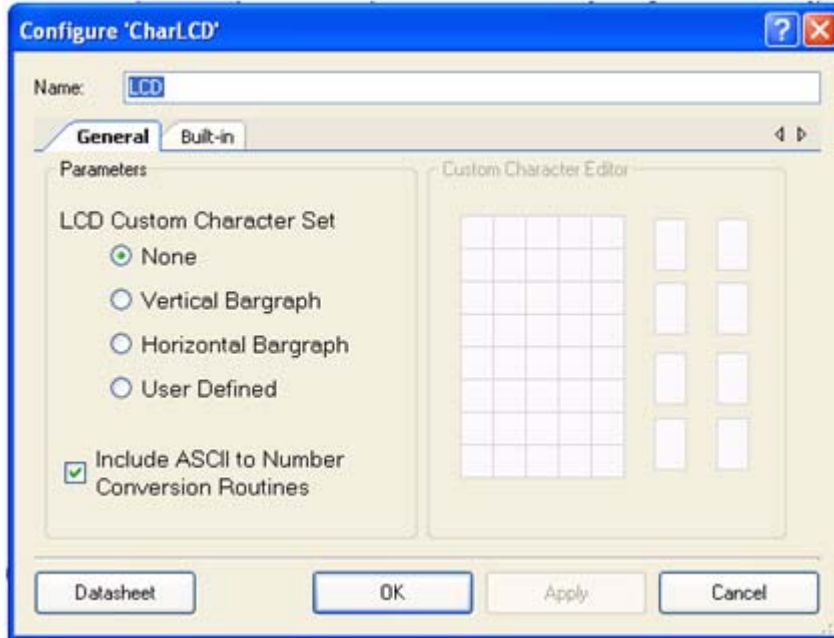 Configure 'CharLCD'
Name: LCD
General Built-in
Parameters
Custom Character Editor
LCD Custom Character Set
None
Vertical Bargraph
Horizontal Bargraph
User Defined
Include ASCII to Number
Conversion Routines
Datasheet OK Apply Cancel